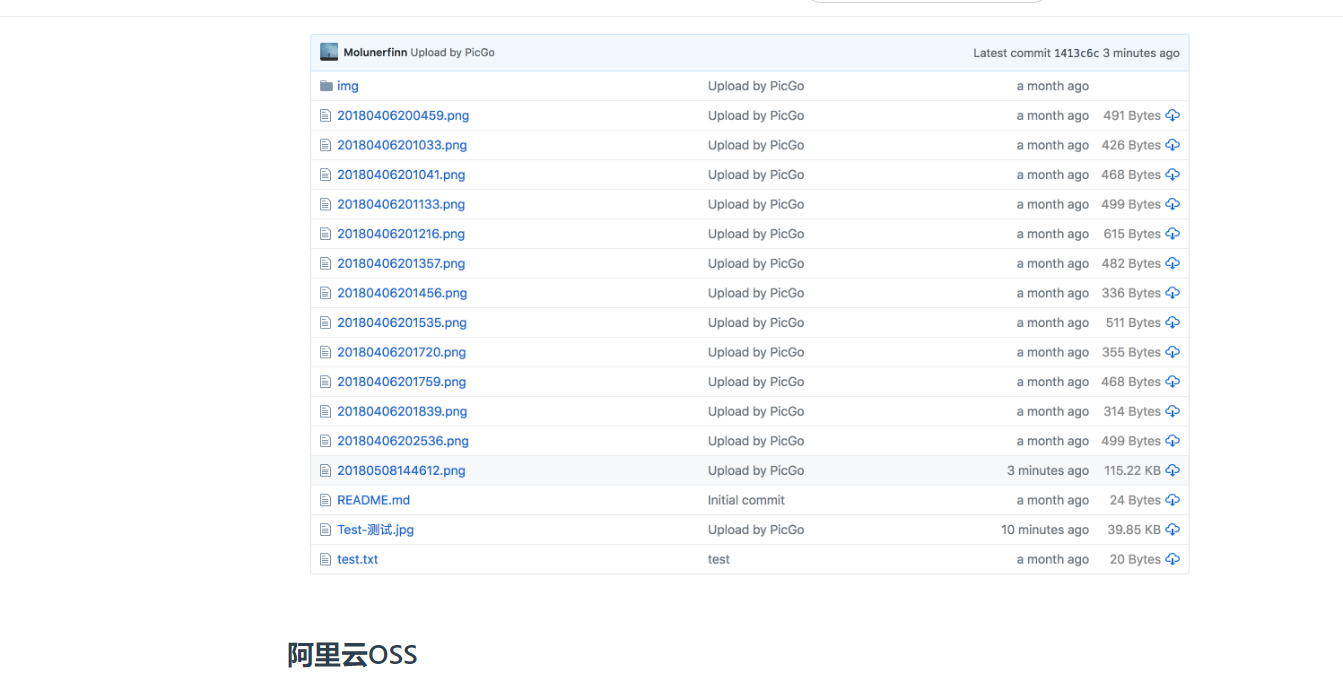 Molunerfinn Upload by PicGo Latest commit 1413c6c 3 minutes ago
img Upload by PicGo a month ago
20180406200459.png Upload by PicGo a month ago 491 Bytes
20180406201033.png Upload by PicGo a month ago 426 Bytes
20180406201041.png Upload by PicGo a month ago 468 Bytes
20180406201133.png Upload by PicGo a month ago 499 Bytes
20180406201216.png Upload by PicGo a month ago 615 Bytes
20180406201357.png Upload by PicGo a month ago 482 Bytes
20180406201456.png Upload by PicGo a month ago 336 Bytes
20180406201535.png Upload by PicGo a month ago 511 Bytes
20180406201720.png Upload by PicGo a month ago 355 Bytes
20180406201759.png Upload by PicGo a month ago 468 Bytes
20180406201839.png Upload by PicGo a month ago 314 Bytes
20180406202536.png Upload by PicGo a month ago 499 Bytes
20180508144612.png Upload by PicGo 3 minutes ago 115.22 KB
README.md Initial commit a month ago 24 Bytes
Test-测试.jpg Upload by PicGo 10 minutes ago 39.85 KB
test.txt test a month ago 20 Bytes
阿里云OSS